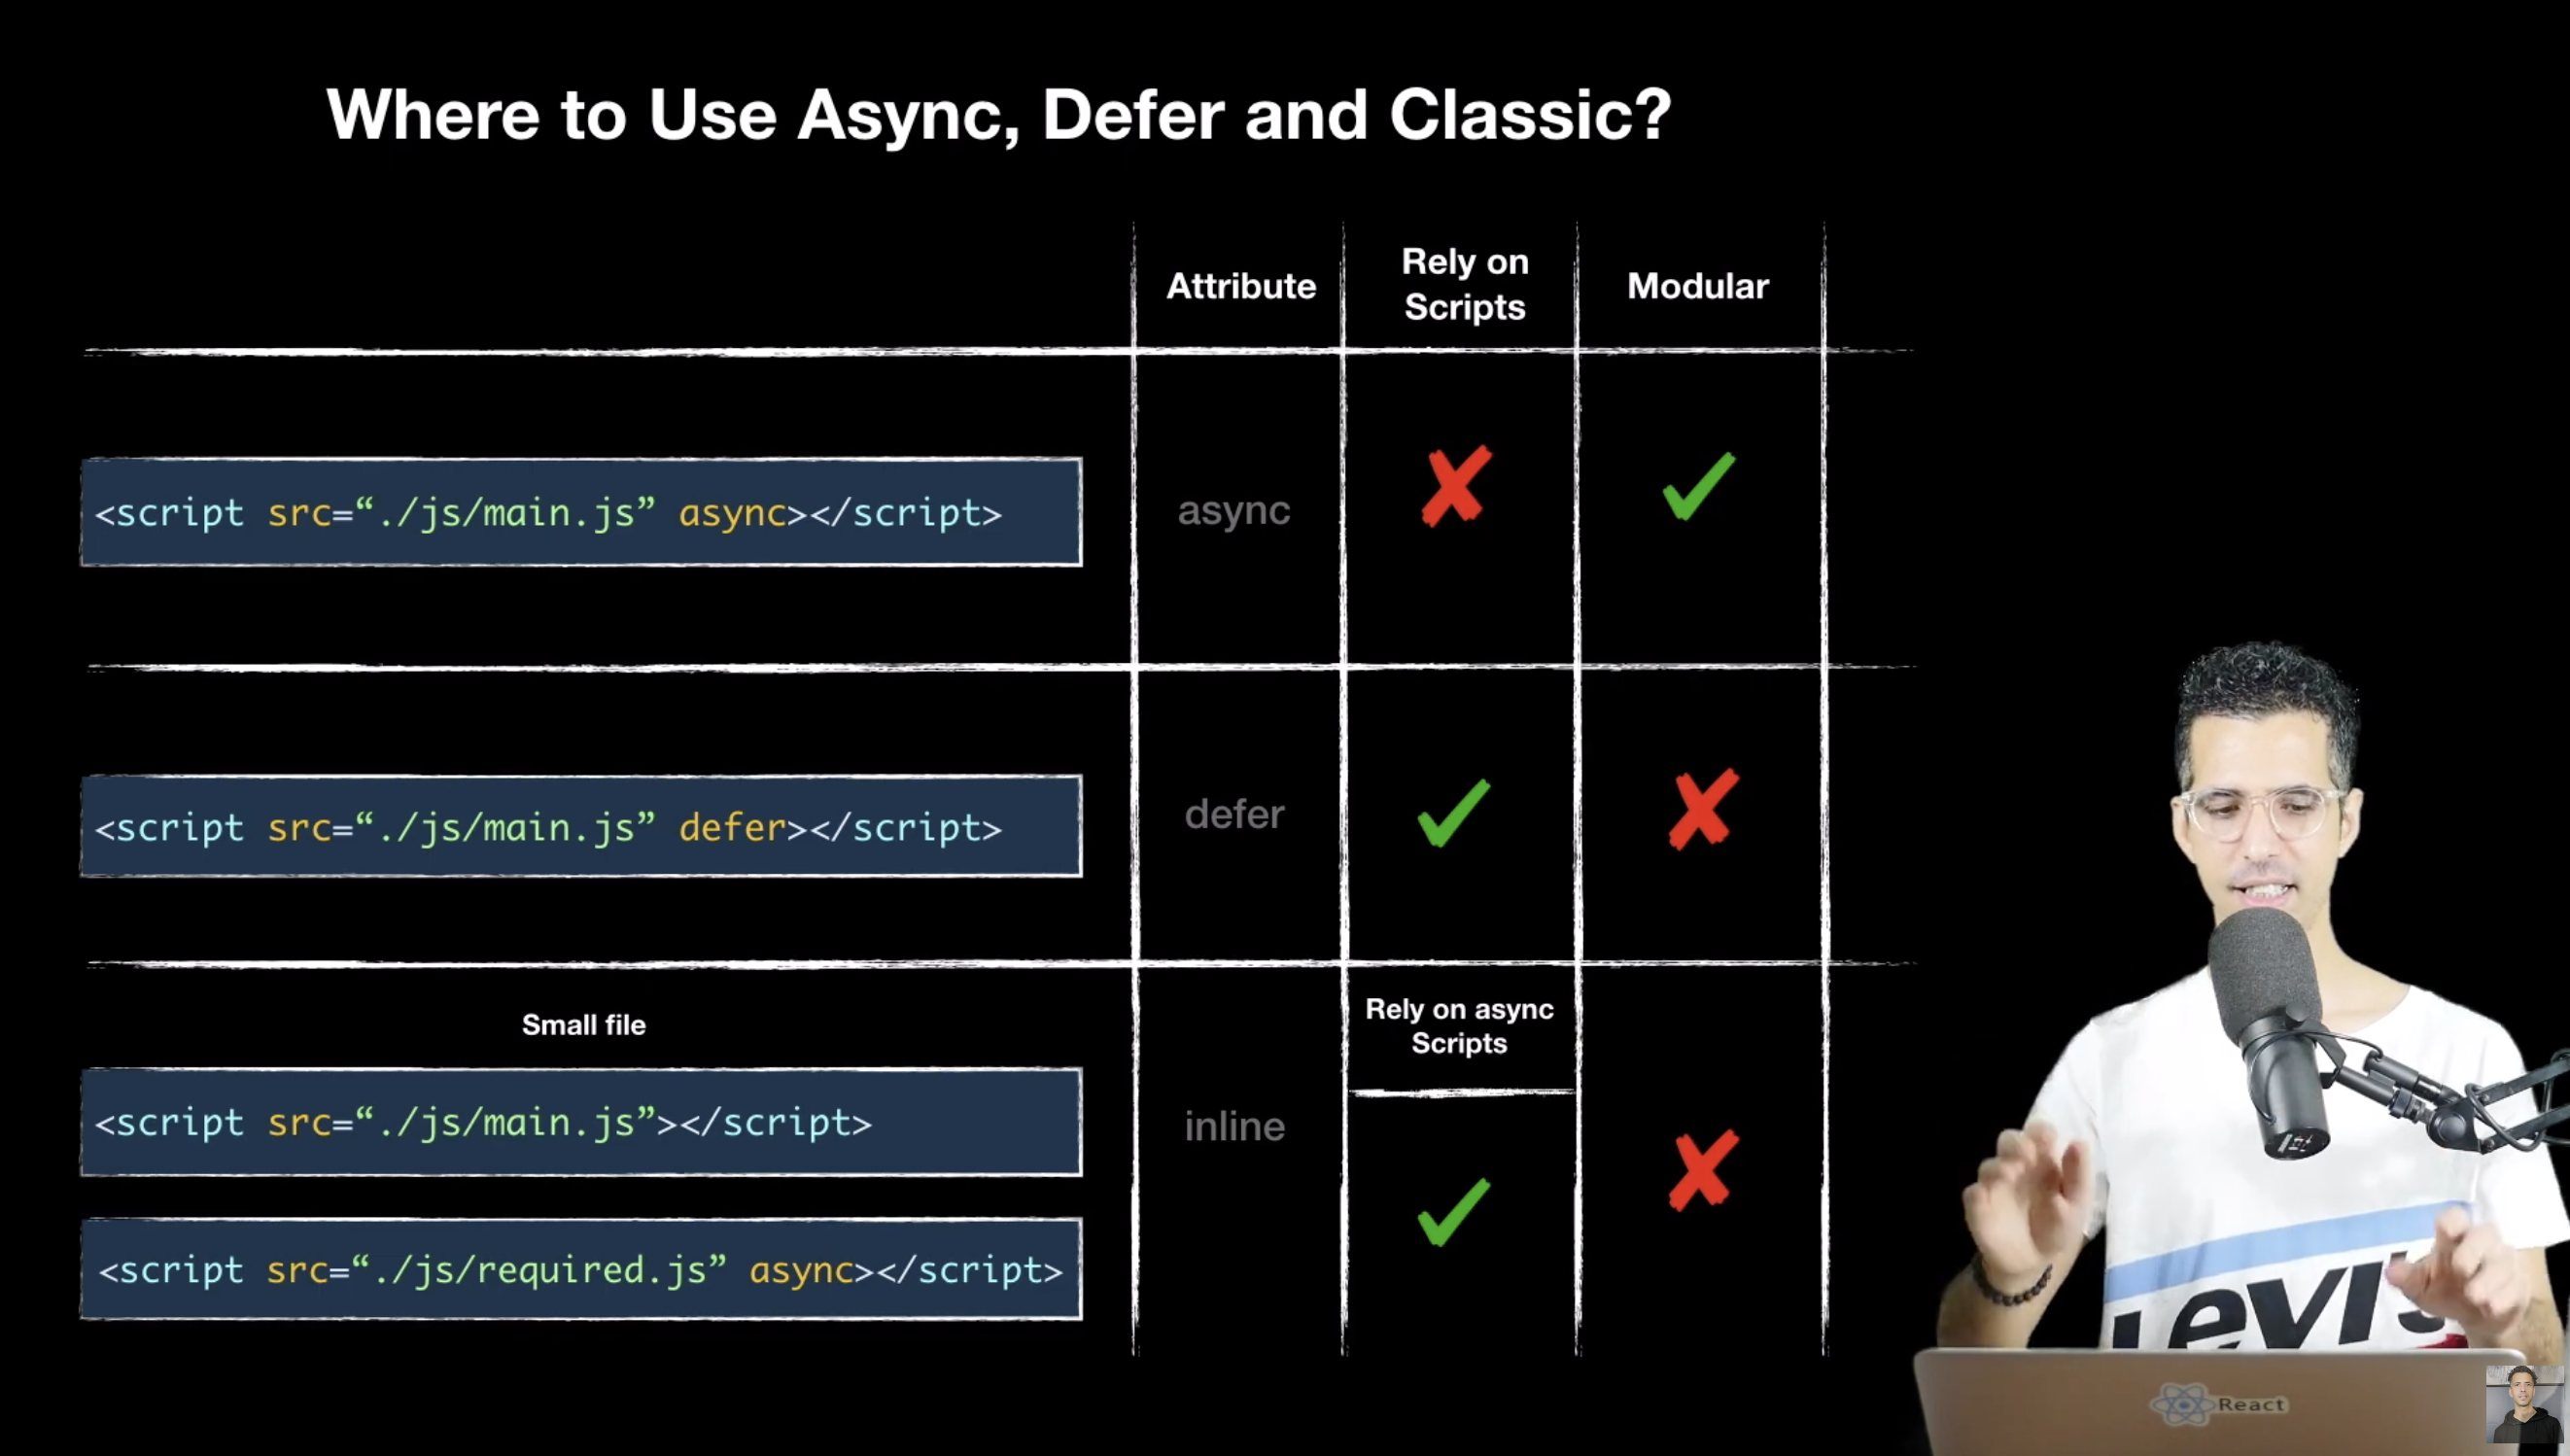 Where to Use Async, Defer and Classic?
Attribute
Rely on
Scripts
Modular
<script src=“./js/main.js” async></script>
async
<script src=“./js/main.js” defer></script>
defer
Small file
Rely on async
Scripts
<script src=“./js/main.js”></script>
inline
<script src=“./js/required.js” async></script>
Levi's
React